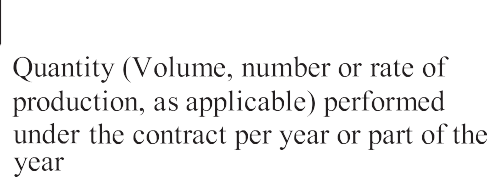 Quantity (Volume, number or rate of
production, as applicable) performed
under the contract per year or part of the
year